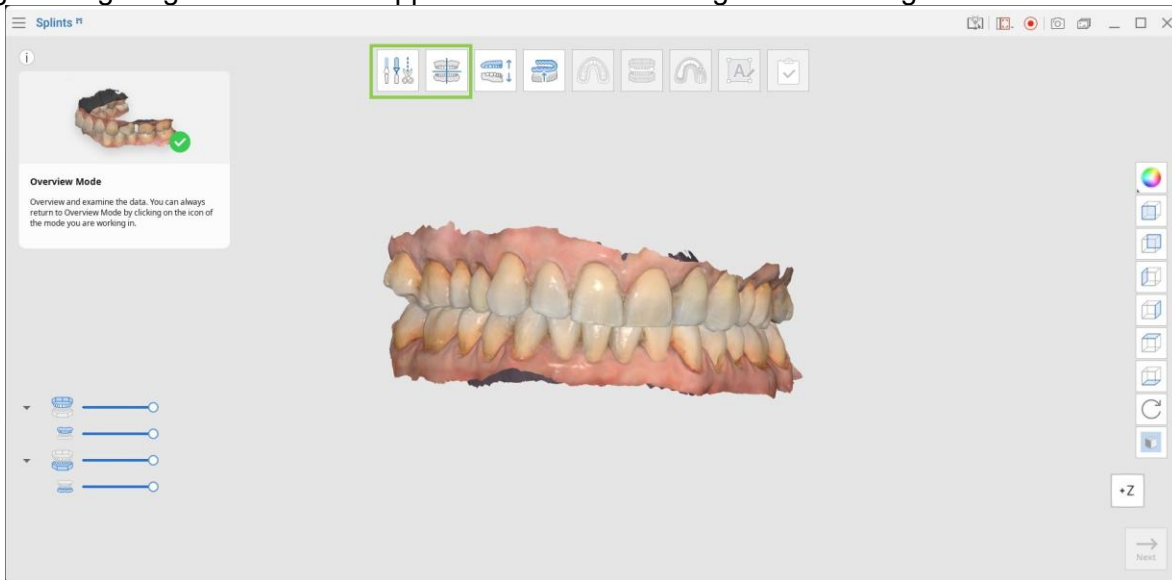 Splints
i
Overview Mode
Overview and examine the data. You can always
return to Overview Mode by clicking on the icon of
the mode you are working in.
A
+Z
Next